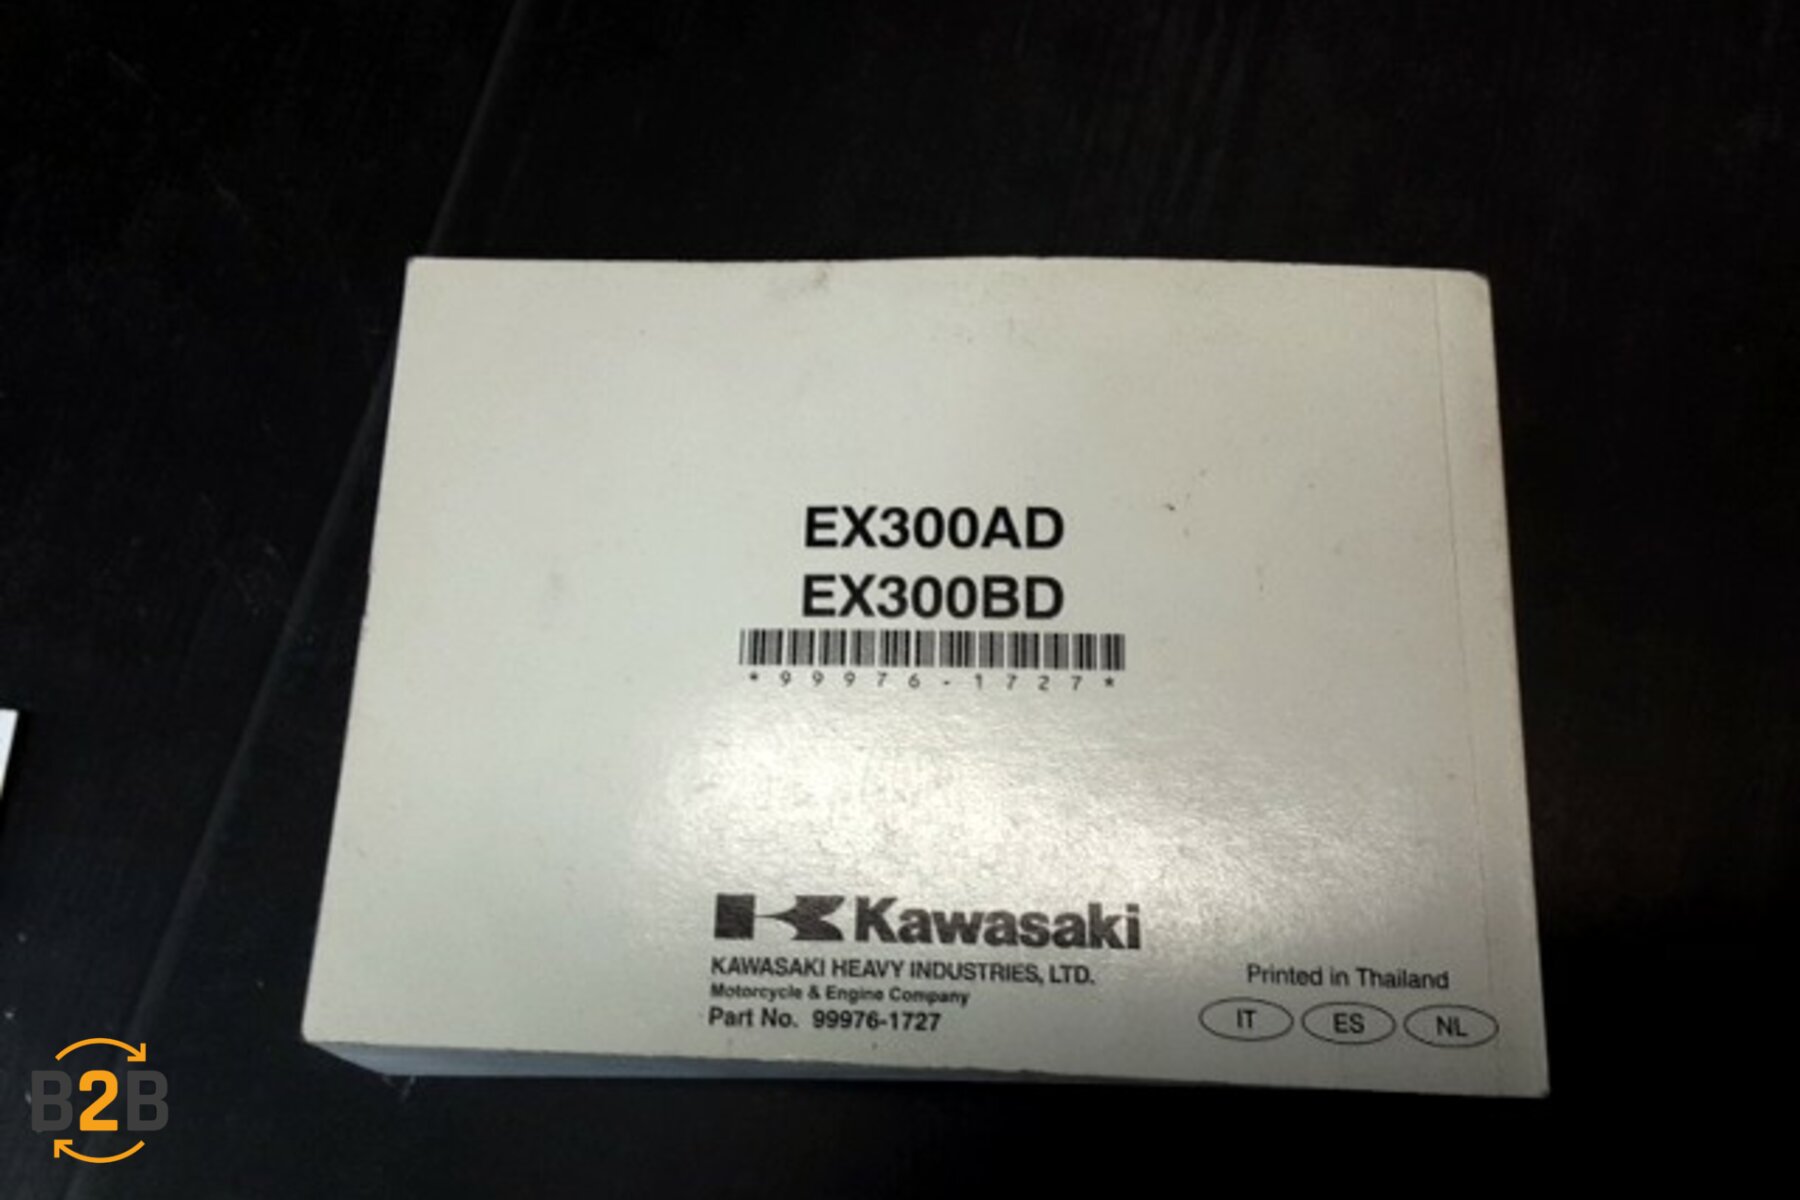 EX300AD
EX300BD
*99976-1727*
Kawasaki
KAWASAKI HEAVY INDUSTRIES, LTD.
Motorcycle & Engine Company
Part No. 99976-1727
Printed in Thailand
IT ES NL
B2B